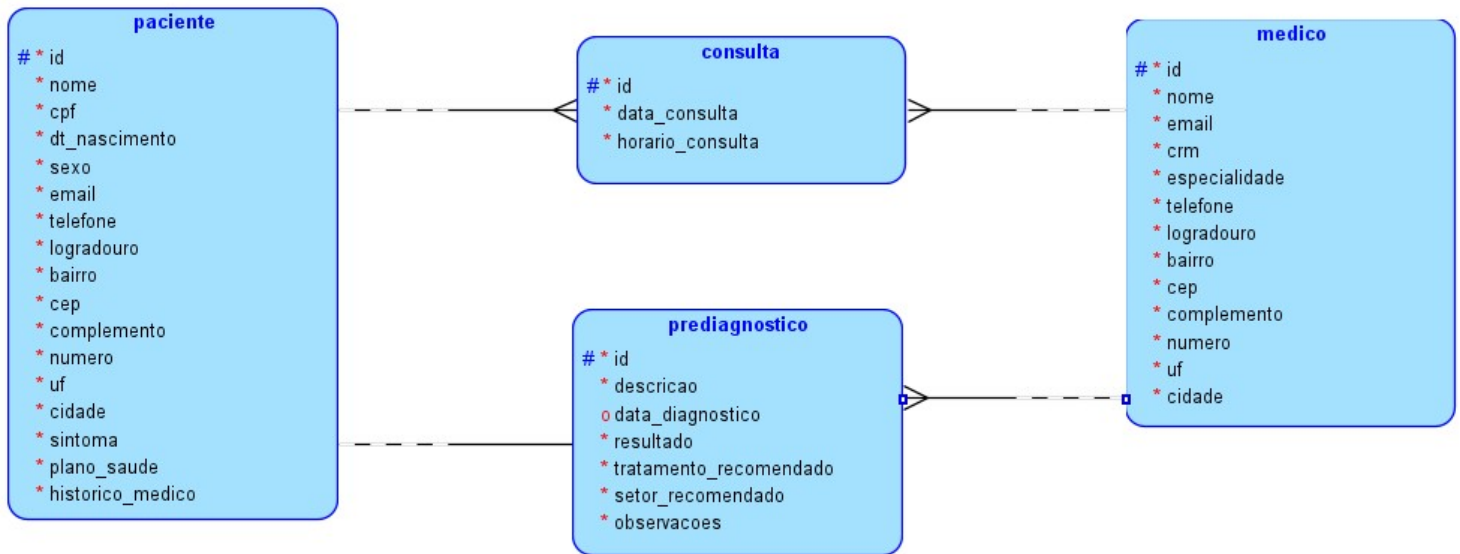 paciente
# * id
* nome
* cpf
* dt_nascimento
* sexo
* email
* telefone
* logradouro
* bairro
* cep
* complemento
* numero
* uf
* cidade
* sintoma
* plano_saude
* historico_medico
consulta
# * id
* data_consulta
* horario_consulta
prediagnostico
# * id
* descricao
o data_diagnostico
* resultado
* tratamento_recomendado
* setor_recomendado
* observacoes
medico
# * id
* nome
* email
* crm
* especialidade
* telefone
* logradouro
* bairro
* cep
* complemento
* numero
* uf
* cidade